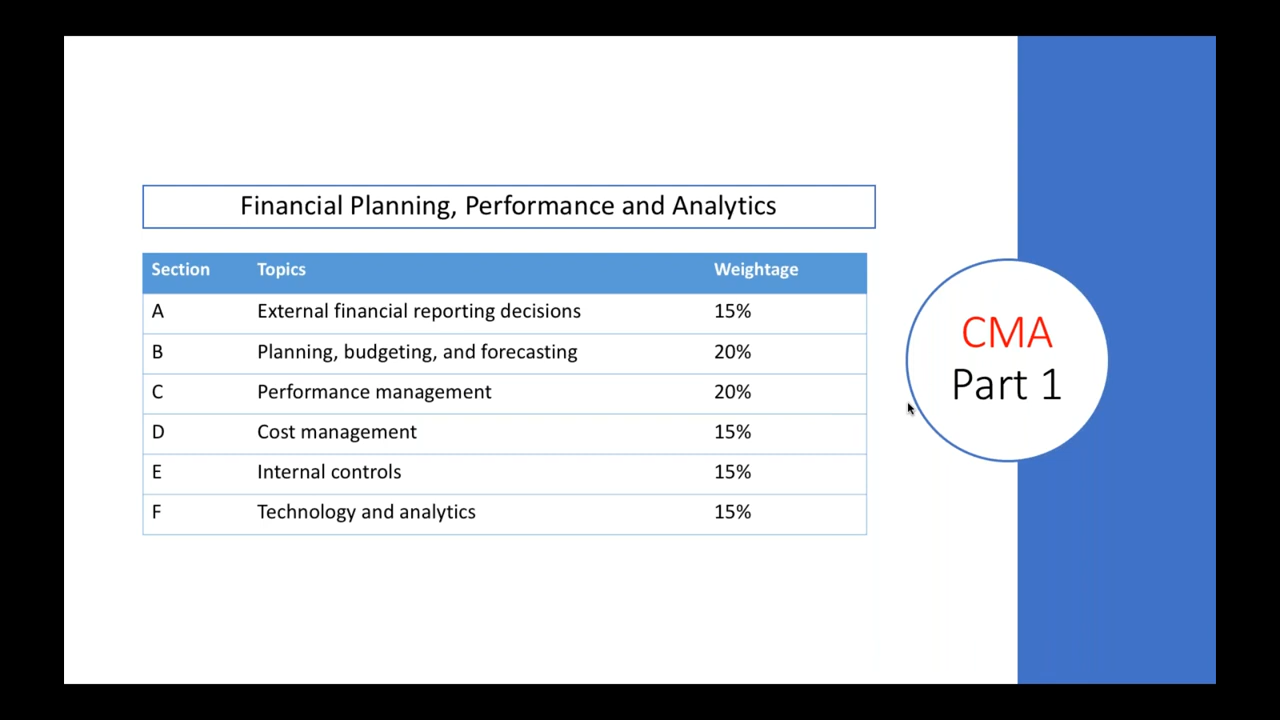 Financial Planning, Performance and Analytics
Section Topics Weightage
A External financial reporting decisions 15%
B Planning, budgeting, and forecasting 20%
C Performance management 20%
D Cost management 15%
E Internal controls 15%
F Technology and analytics 15%
CMA
Part 1